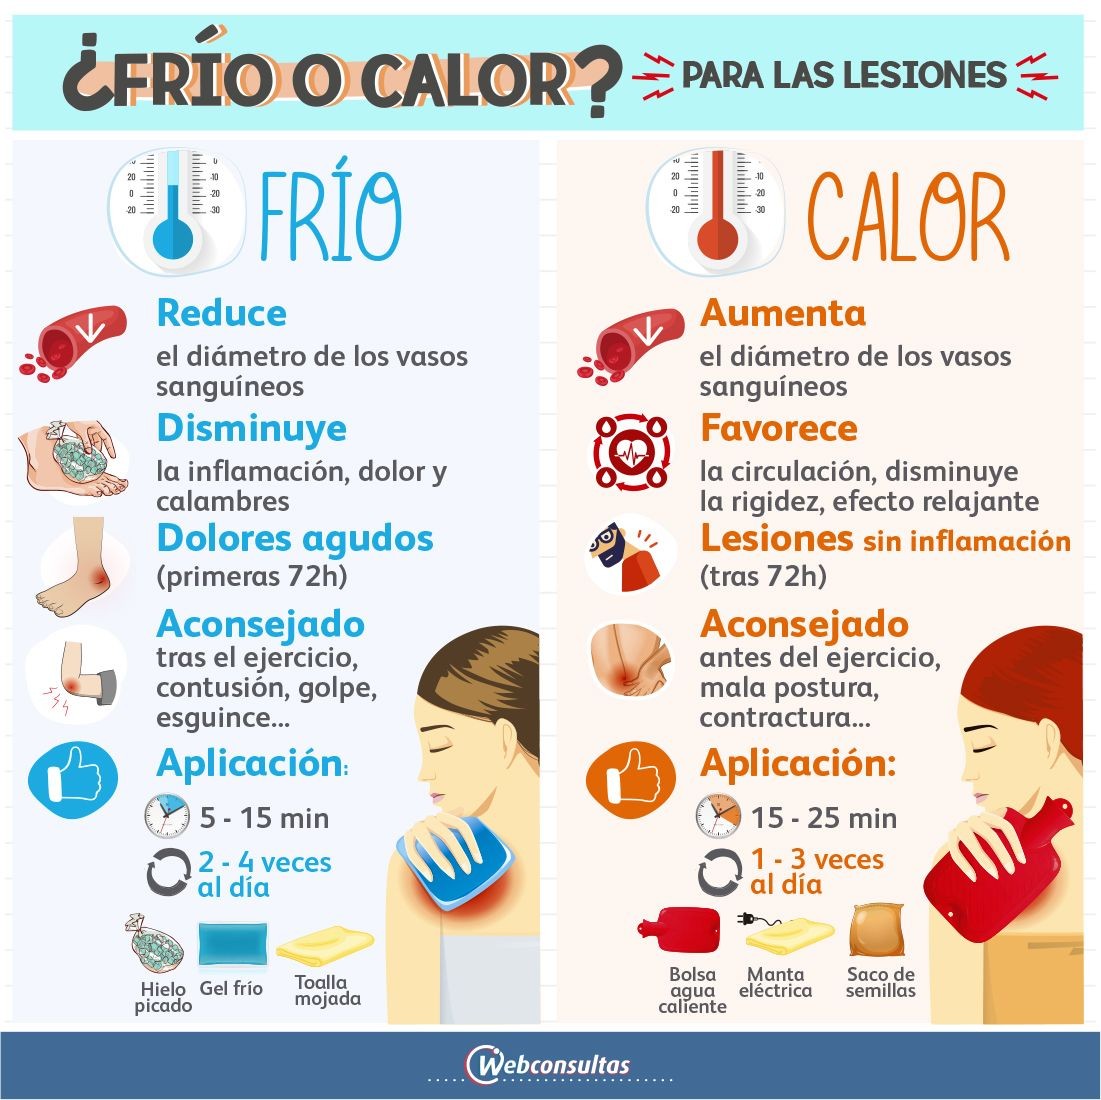 ¿FRÍO O CALOR?
PARA LAS LESIONES
FRÍO
20 10
0 -20
-20 -30
Reduce
el diámetro de los vasos
sanguíneos
Disminuye
la inflamación, dolor y
calambres
Dolores agudos
(primeras 72h)
Aconsejado
tras el ejercicio,
contusión, golpe,
esguince...
Aplicación:
5 - 15 min
2 - 4 veces
al día
Hielo
picado
Gel frío
Toalla
mojada
CALOR
20 10
0 -20
-20 -30
Aumenta
el diámetro de los vasos
sanguíneos
Favorece
la circulación, disminuye
la rigidez, efecto relajante
Lesiones sin inflamación
(tras 72h)
Aconsejado
antes del ejercicio,
mala postura,
contractura...
Aplicación:
15 - 25 min
1 - 3 veces
al día
Bolsa
agua
caliente
Manta
eléctrica
Saco de
semillas
Webconsultas